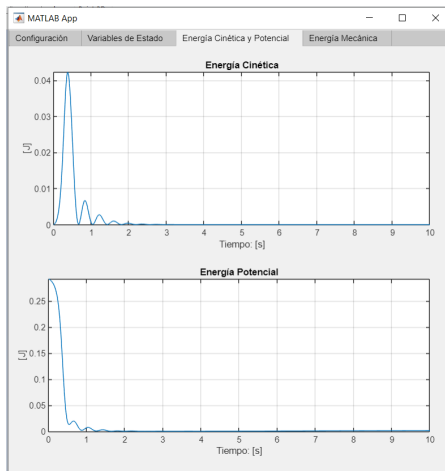 MATLAB App
Configuración Variables de Estado Energía Cinética y Potencial Energía Mecánica
Energía Cinética
0.04
0.03
0.02
0.01
0
[J]
0 1 2 3 4 5 6 7 8 9 10
Tiempo: [s]
Energía Potencial
0.25
0.2
0.15
0.1
0.05
0
[J]
0 1 2 3 4 5 6 7 8 9 10
Tiempo: [s]